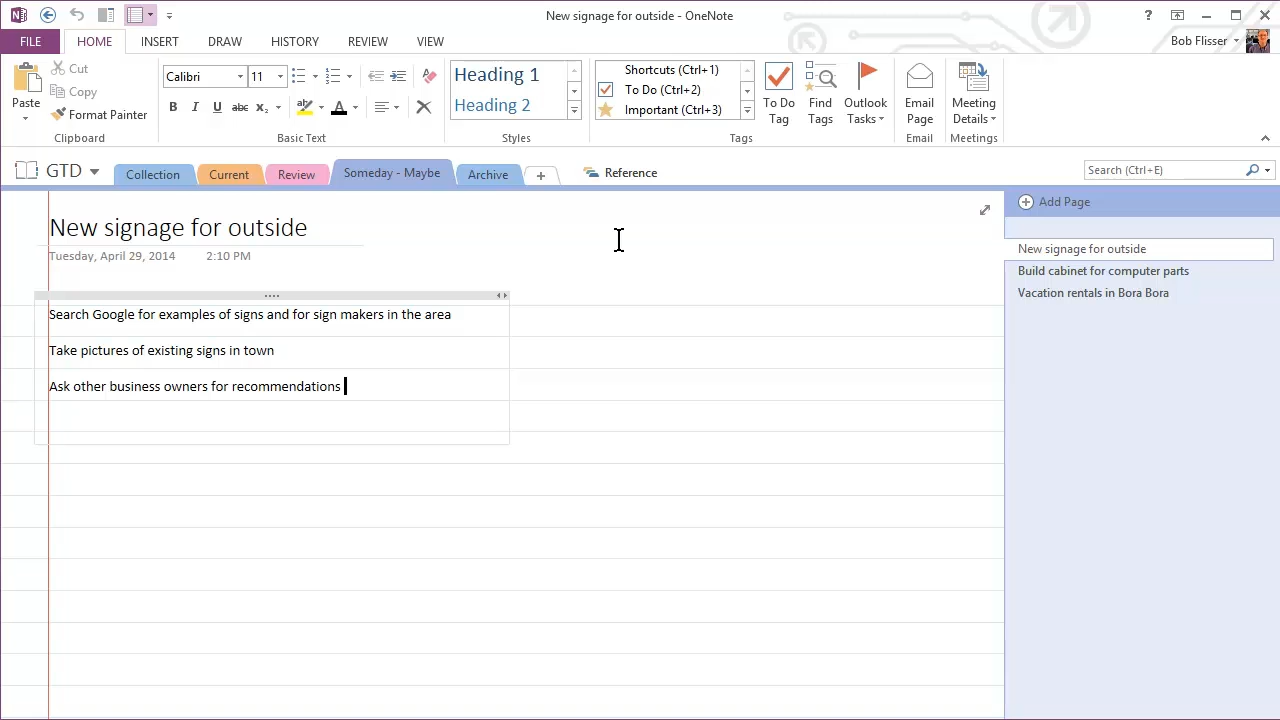 New signage for outside - OneNote
?
FILE
HOME
INSERT
DRAW
HISTORY
REVIEW
VIEW
Bob Flisser
Paste
Cut
Copy
Format Painter
Clipboard
Calibri
11
B I U abc x₂
A
Basic Text
Heading 1
Heading 2
Styles
Shortcuts (Ctrl+1)
To Do (Ctrl+2)
Important (Ctrl+3)
Tags
To Do
Tag
Find
Tags
Outlook
Tasks
Email
Page
Email
Meeting
Details
Meetings
GTD
Collection
Current
Review
Someday - Maybe
Archive
Reference
Search (Ctrl+E)
New signage for outside
Tuesday, April 29, 2014 2:10 PM
Search Google for examples of signs and for sign makers in the area
Take pictures of existing signs in town
Ask other business owners for recommendations
Add Page
New signage for outside
Build cabinet for computer parts
Vacation rentals in Bora Bora